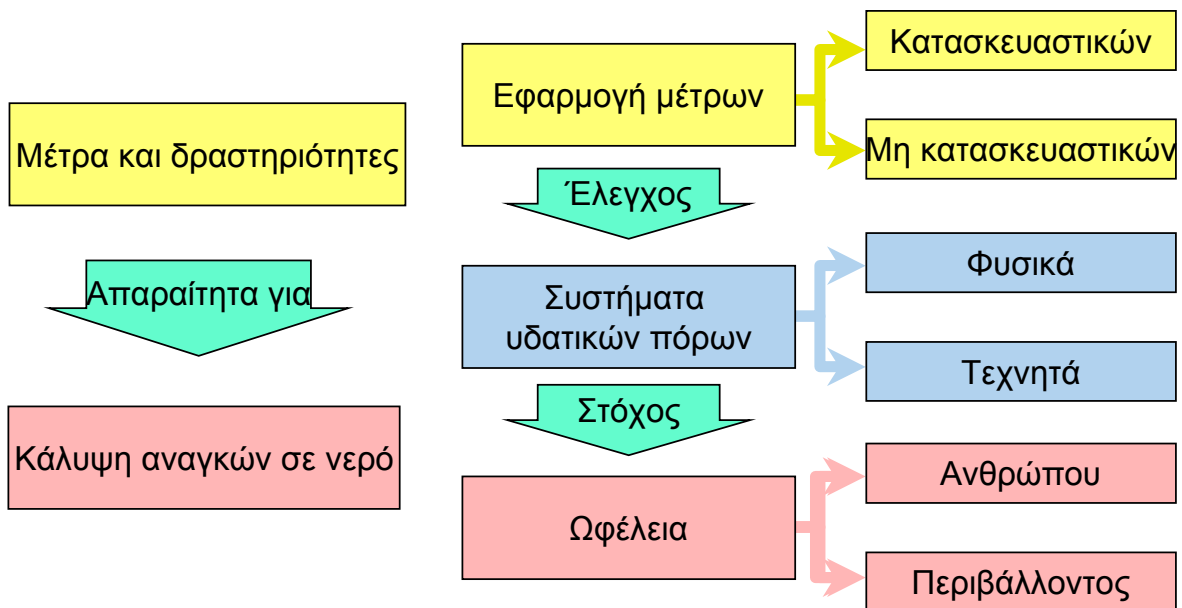 Μέτρα και δραστηριότητες
Απαραίτητα για
Κάλυψη αναγκών σε νερό
Εφαρμογή μέτρων
Κατασκευαστικών
Μη κατασκευαστικών
Έλεγχος
Συστήματα
υδατικών πόρων
Φυσικά
Τεχνητά
Στόχος
Ωφέλεια
Ανθρώπου
Περιβάλλοντος